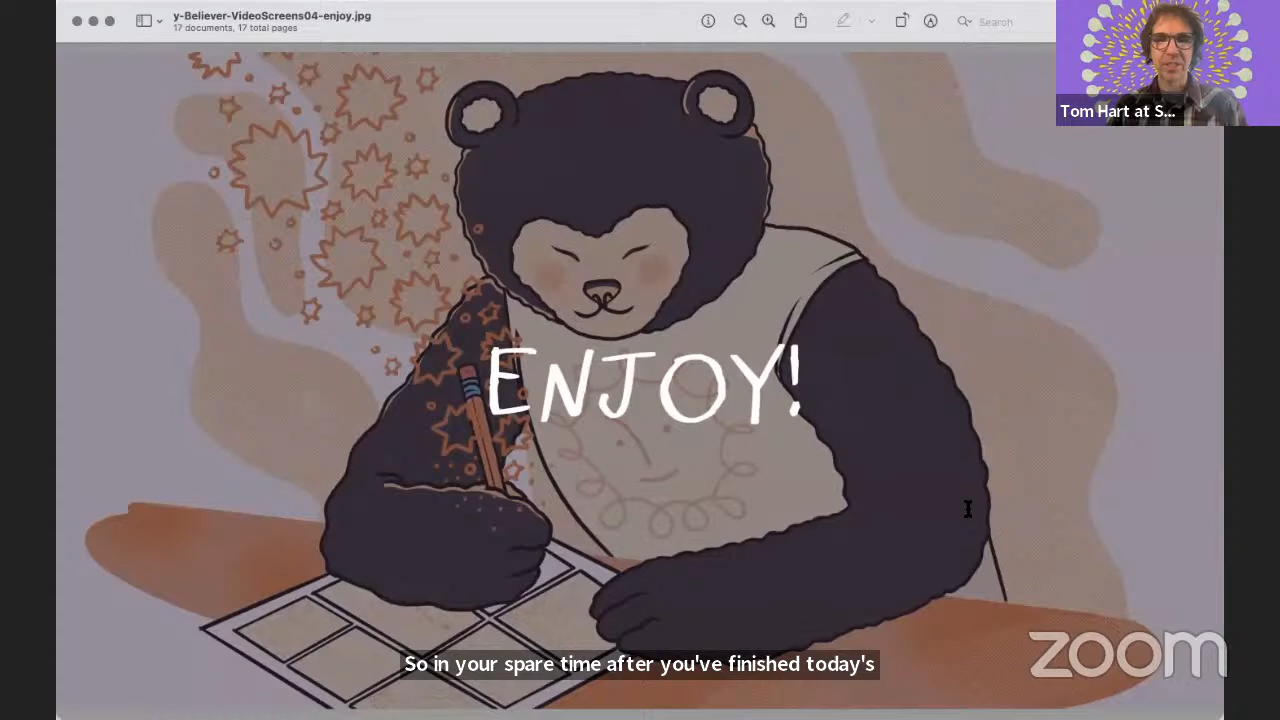 y-Believer-VideoScreens04-enjoy.jpg
17 documents, 17 total pages
Search
Tom Hart at S...
ENJOY!
So in your spare time after you've finished today's
zoom